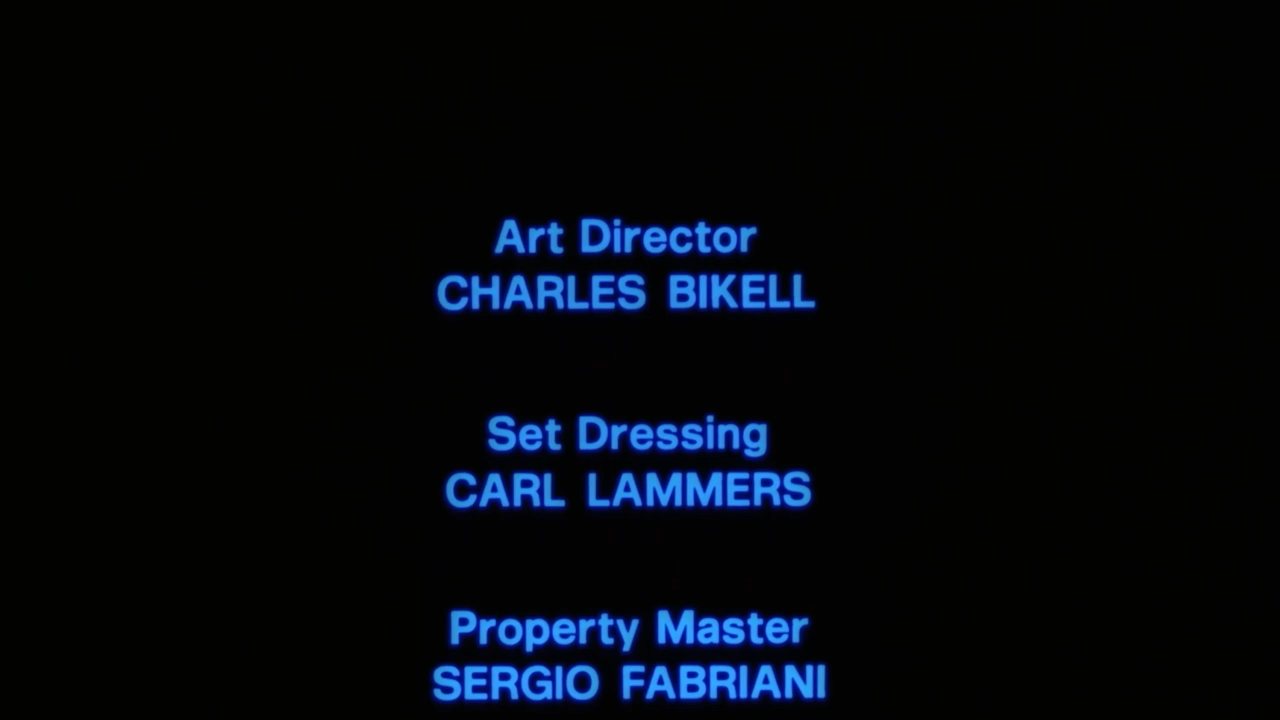 Art Director
CHARLES BIKELL
Set Dressing
CARL LAMMERS
Property Master
SERGIO FABRIANI